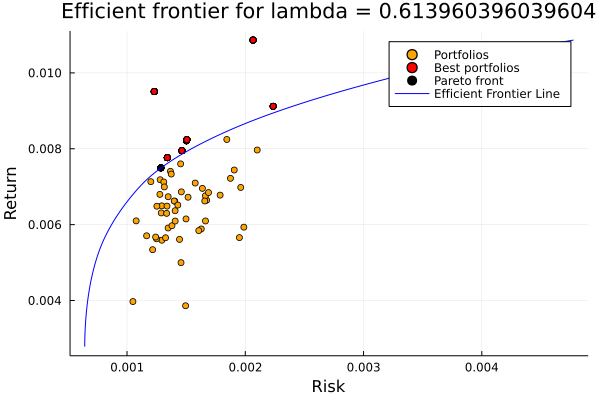 Efficient frontier for lambda = 0.613960396039604
0.010
0.008
0.006
0.004
Return
Portfolios
Best portfolios
Pareto front
Efficient Frontier Line
0.001
0.002
0.003
0.004
Risk